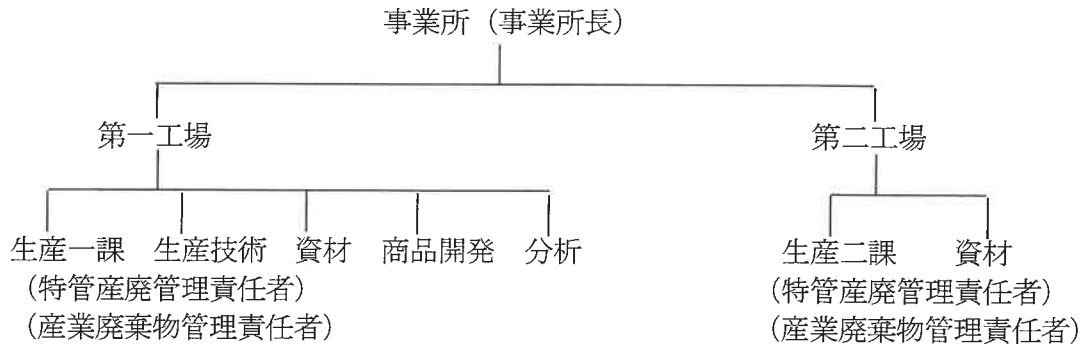 事業所（事業所長）
第一工場 第二工場
生産一課 生産技術 資材 商品開発 分析 生産二課 資材
（特管産廃管理責任者） （特管産廃管理責任者）
（産業廃棄物管理責任者） （産業廃棄物管理責任者）